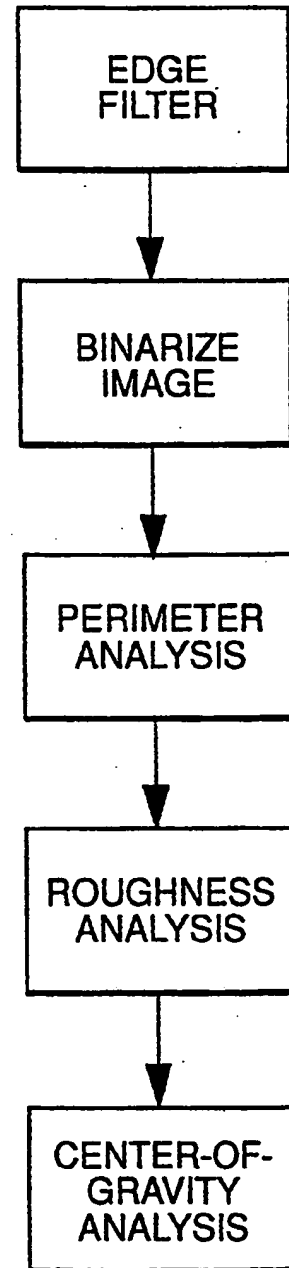 EDGE
FILTER
BINARIZE
IMAGE
PERIMETER
ANALYSIS
ROUGHNESS
ANALYSIS
CENTER-OF-
GRAVITY
ANALYSIS